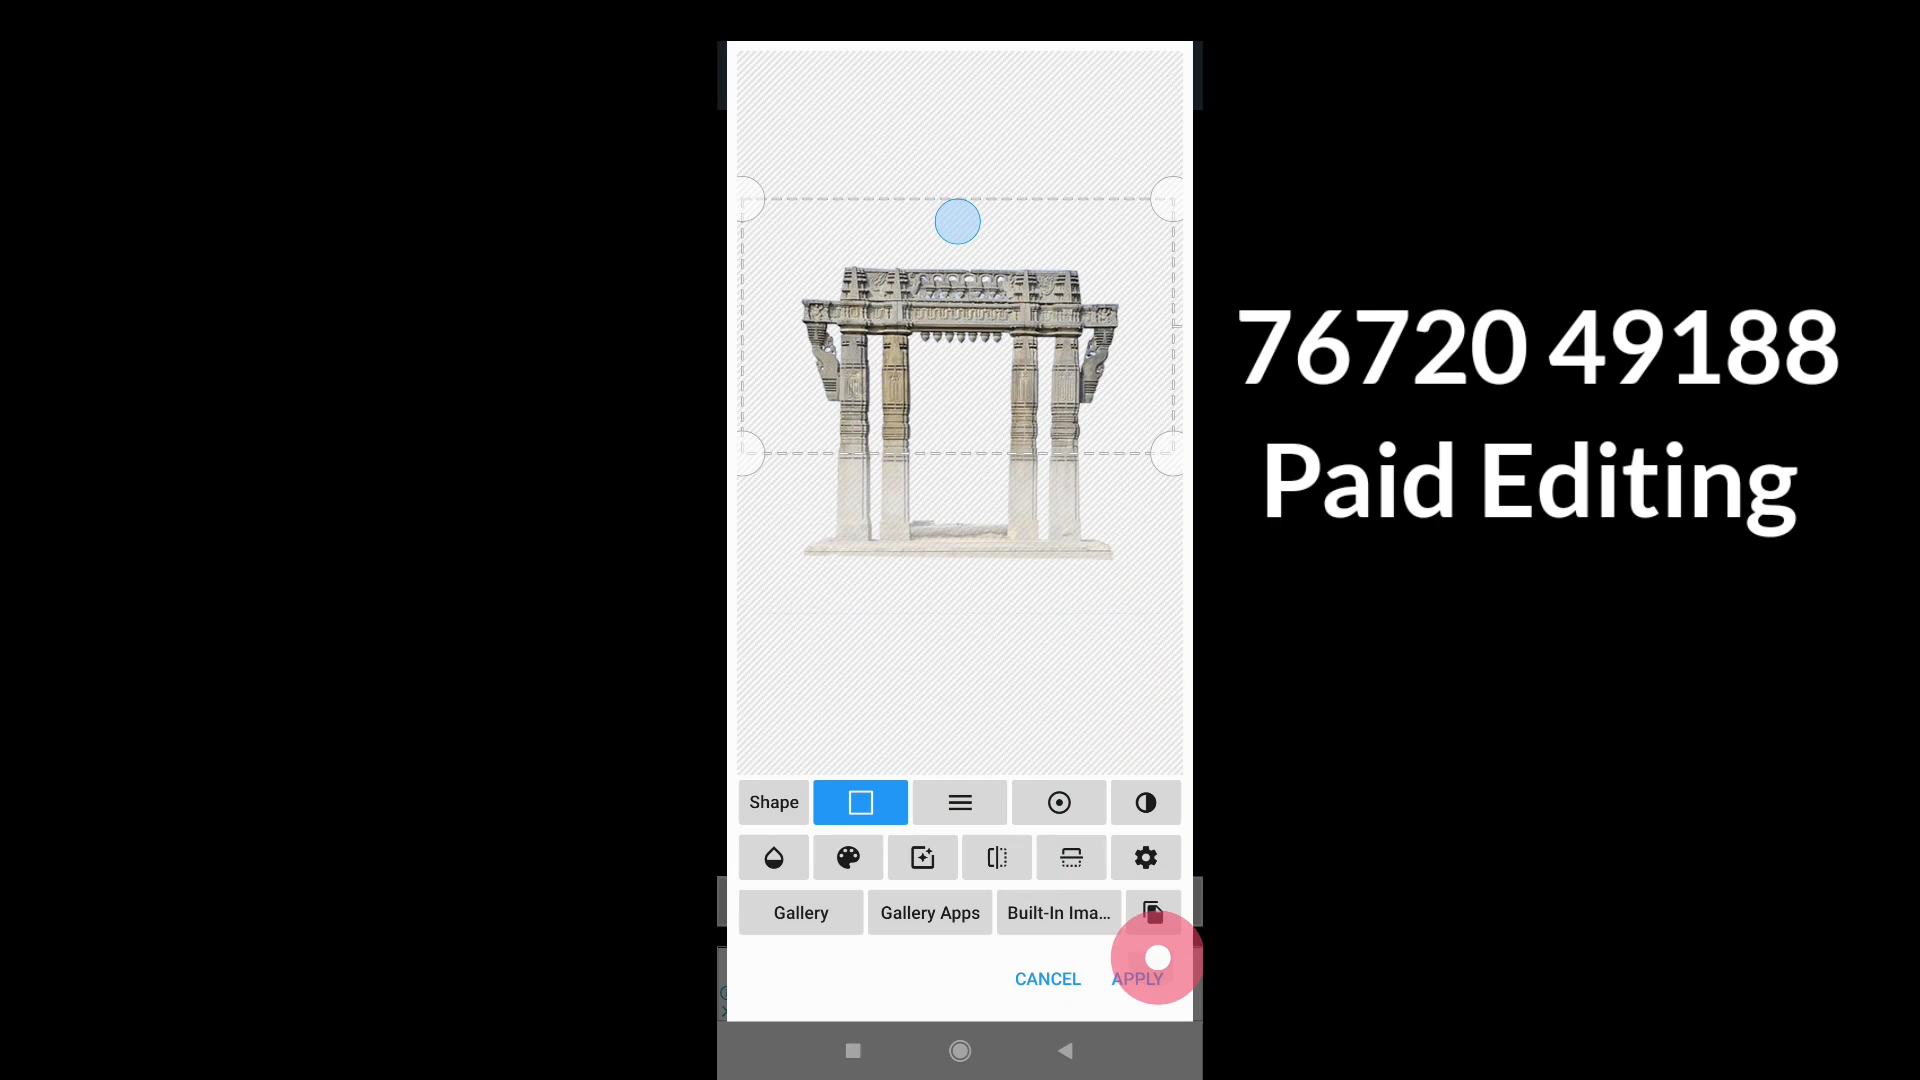 76720 49188
Paid Editing
Shape
Gallery
Gallery Apps
Built-In Ima...
CANCEL
APPLY